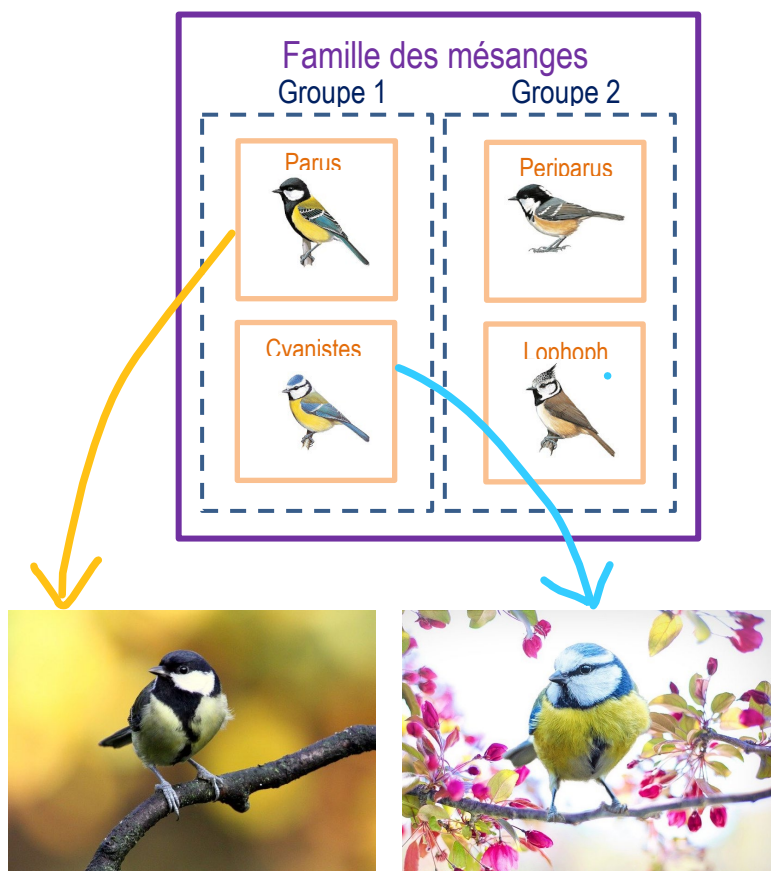 Famille des mésanges
Groupe 1
Groupe 2
Parus
Periparus
Cyanistes
Lophoph